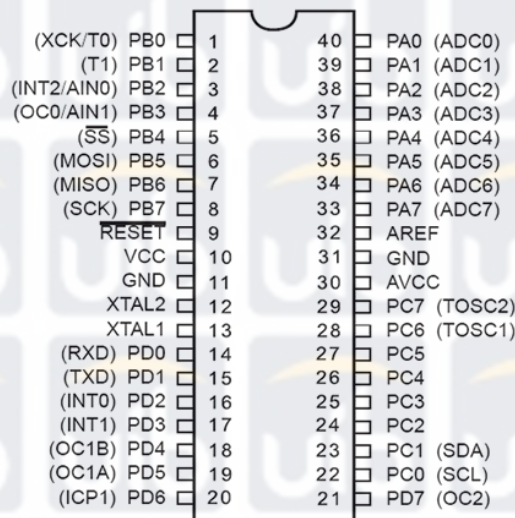 (XCK/T0) PB0 1 40 PA0 (ADC0)
(T1) PB1 2 39 PA1 (ADC1)
(INT2/AIN0) PB2 3 38 PA2 (ADC2)
(OC0/AIN1) PB3 4 37 PA3 (ADC3)
(SS) PB4 5 36 PA4 (ADC4)
(MOSI) PB5 6 35 PA5 (ADC5)
(MISO) PB6 7 34 PA6 (ADC6)
(SCK) PB7 8 33 PA7 (ADC7)
RESET 9 32 AREF
VCC 10 31 GND
GND 11 30 AVCC
XTAL2 12 29 PC7 (TOSC2)
XTAL1 13 28 PC6 (TOSC1)
(RXD) PD0 14 27 PC5
(TXD) PD1 15 26 PC4
(INT0) PD2 16 25 PC3
(INT1) PD3 17 24 PC2
(OC1B) PD4 18 23 PC1 (SDA)
(OC1A) PD5 19 22 PC0 (SCL)
(ICP1) PD6 20 21 PD7 (OC2)